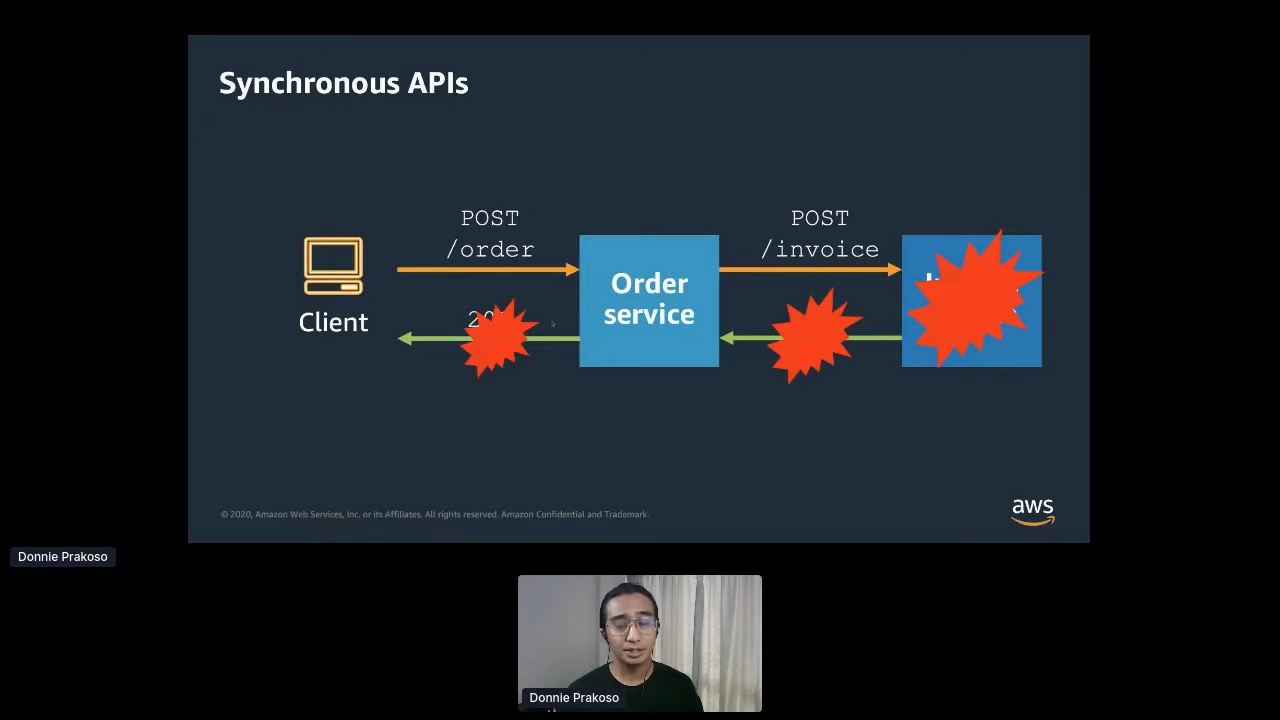 Synchronous APIs
POST
/order
POST
/invoice
Client
Order
service
© 2020, Amazon Web Services, Inc. or its Affiliates. All rights reserved. Amazon Confidential and Trademark.
aws
Donnie Prakoso
Donnie Prakoso